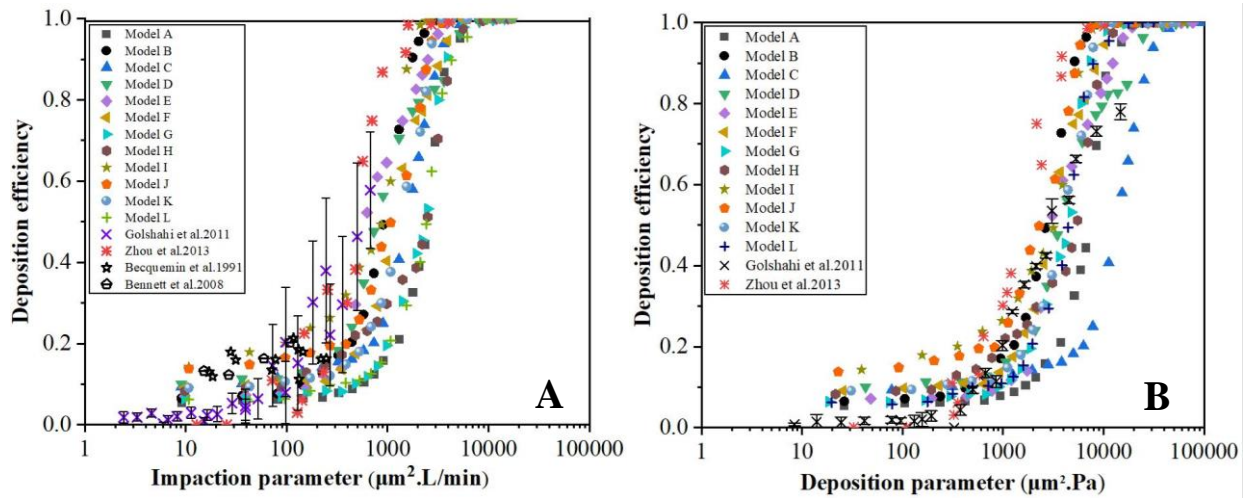 1.0
0.8
0.6
0.4
0.2
0.0
Deposition efficiency
Model A
Model B
Model C
Model D
Model E
Model F
Model G
Model H
Model I
Model J
Model K
Model L
Golshahi et al.2011
Zhou et al.2013
Becquemin et al.1991
Bennett et al.2008
A
1 10 100 1000 10000 100000
Impaction parameter (μm².L/min)
1.0
0.8
0.6
0.4
0.2
0.0
Deposition efficiency
Model A
Model B
Model C
Model D
Model E
Model F
Model G
Model H
Model I
Model J
Model K
Model L
Golshahi et al.2011
Zhou et al.2013
B
1 10 100 1000 10000 100000
Deposition parameter (μm².Pa)